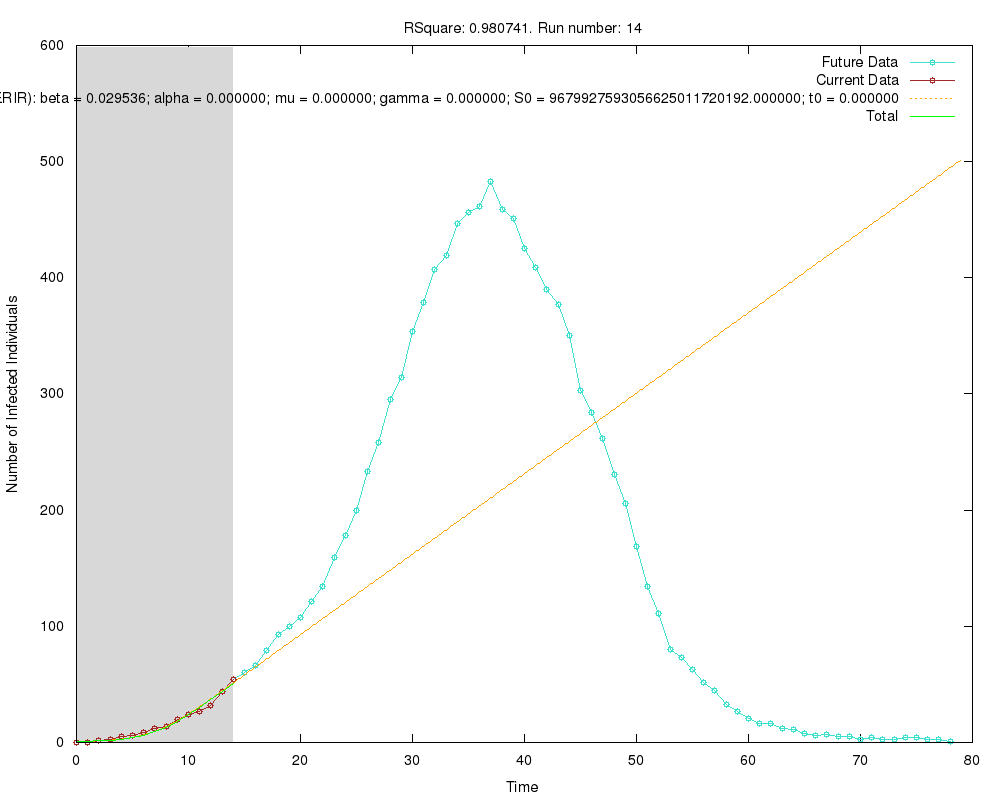 RSquare: 0.980741. Run number: 14
600
500
400
300
200
100
0
Number of Infected Individuals
Future Data
Current Data
ERIR): beta = 0.029536; alpha = 0.000000; mu = 0.000000; gamma = 0.000000; S0 = 9679927593056625011720192.000000; t0 = 0.000000
Total
0 10 20 30 40 50 60 70 80
Time